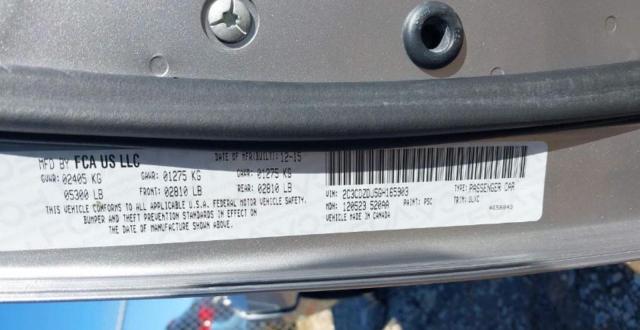 MFD BY FCA US LLC
DATE OF MFR(BUILT): 12-15
GVWR: 02405 KG GAWR: 01275 KG GAWR: 01275 KG
05300 LB FRONT: 02810 LB REAR: 02810 LB
THIS VEHICLE CONFORMS TO ALL APPLICABLE U.S.A. FEDERAL MOTOR VEHICLE SAFETY,
BUMPER AND THEFT PREVENTION STANDARDS IN EFFECT ON
THE DATE OF MANUFACTURE SHOWN ABOVE.
VIN: 2C3CDZDJ5GH165903 TYPE: PASSENGER CAR
MDH: 120523 520AA PAINT: PSC TRIM: DLVC
VEHICLE MADE IN CANADA